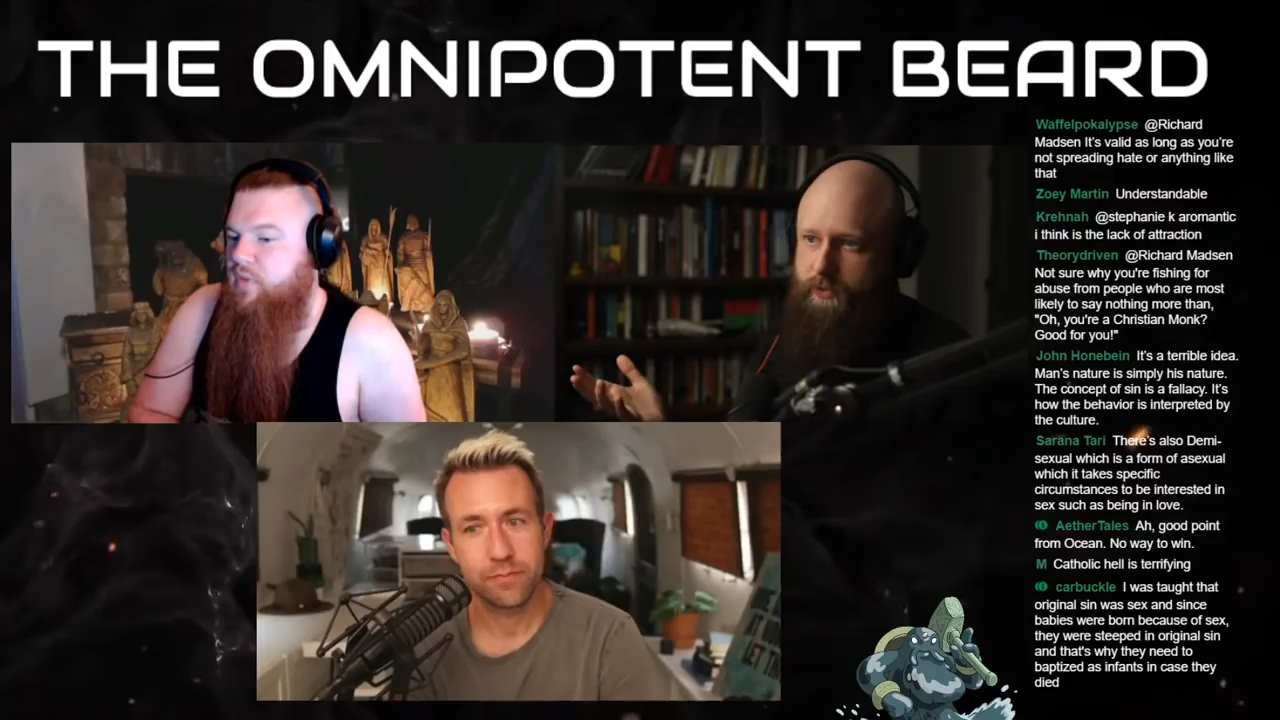 THE OMNIPOTENT BEARD
Waffelpokalypse @Richard
Madsen It's valid as long as you're
not spreading hate or anything like
that
Zoey Martin Understandable
Krehnah @stephanie k aromantic
i think is the lack of attraction
Theorydriven @Richard Madsen
Not sure why you're fishing for
abuse from people who are most
likely to say nothing more than,
"Oh, you're a Christian Monk?
Good for you!"
John Honebein It's a terrible idea.
Man's nature is simply his nature.
The concept of sin is a fallacy. It's
how the behavior is interpreted by
the culture.
Sarana Tari There's also Demi-
sexual which is a form of asexual
which it takes specific
circumstances to be interested in
sex such as being in love.
AetherTales Ah, good point
from Ocean. No way to win.
M Catholic hell is terrifying
carbuckle I was taught that
original sin was sex and since
babies were born because of sex,
they were steeped in original sin
and that's why they need to
baptized as infants in case they
died